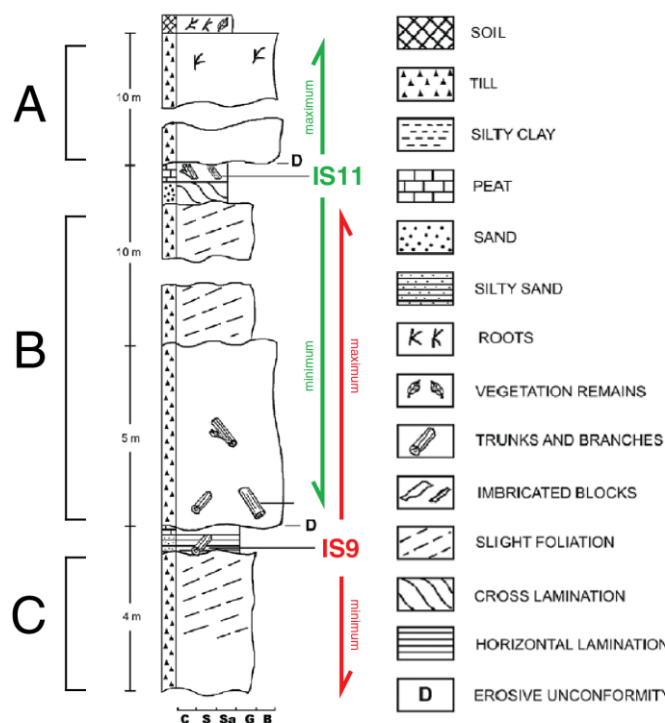 A
10 m
maximum
D
IS11
B
10 m
minimum
maximum
5 m
D
IS9
C
4 m
minimum
C S Sa G B
SOIL
TILL
SILTY CLAY
PEAT
SAND
SILTY SAND
ROOTS
VEGETATION REMAINS
TRUNKS AND BRANCHES
IMBRICATED BLOCKS
SLIGHT FOLIATION
CROSS LAMINATION
HORIZONTAL LAMINATION
D EROSIVE UNCONFORMITY